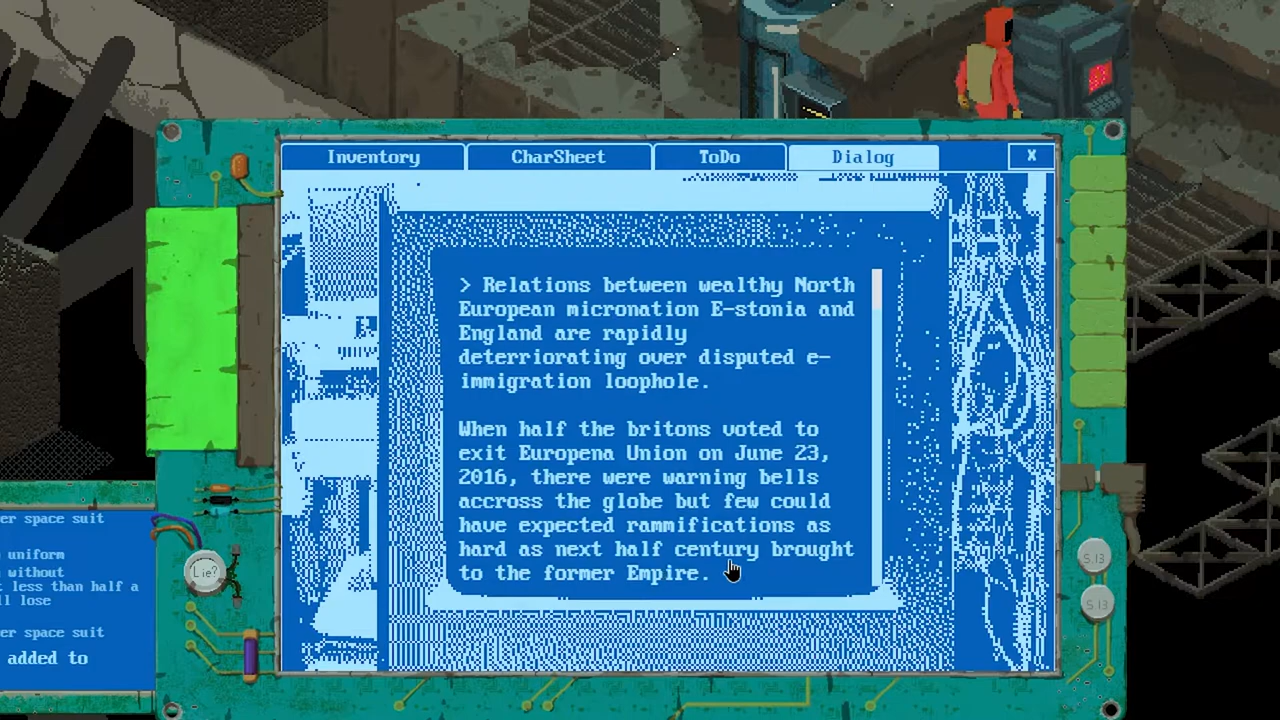 Inventory
CharSheet
ToDo
Dialog
X
> Relations between wealthy North
European micronation E-stonia and
England are rapidly
deterriorating over disputed e-
immigration loophole.
When half the britons voted to
exit Europena Union on June 23,
2016, there were warning bells
accross the globe but few could
have expected rammifications as
hard as next half century brought
to the former Empire.
er space suit
uniform
without
less than half a
ll lose
er space suit
added to
Lie?
S.13
S.13